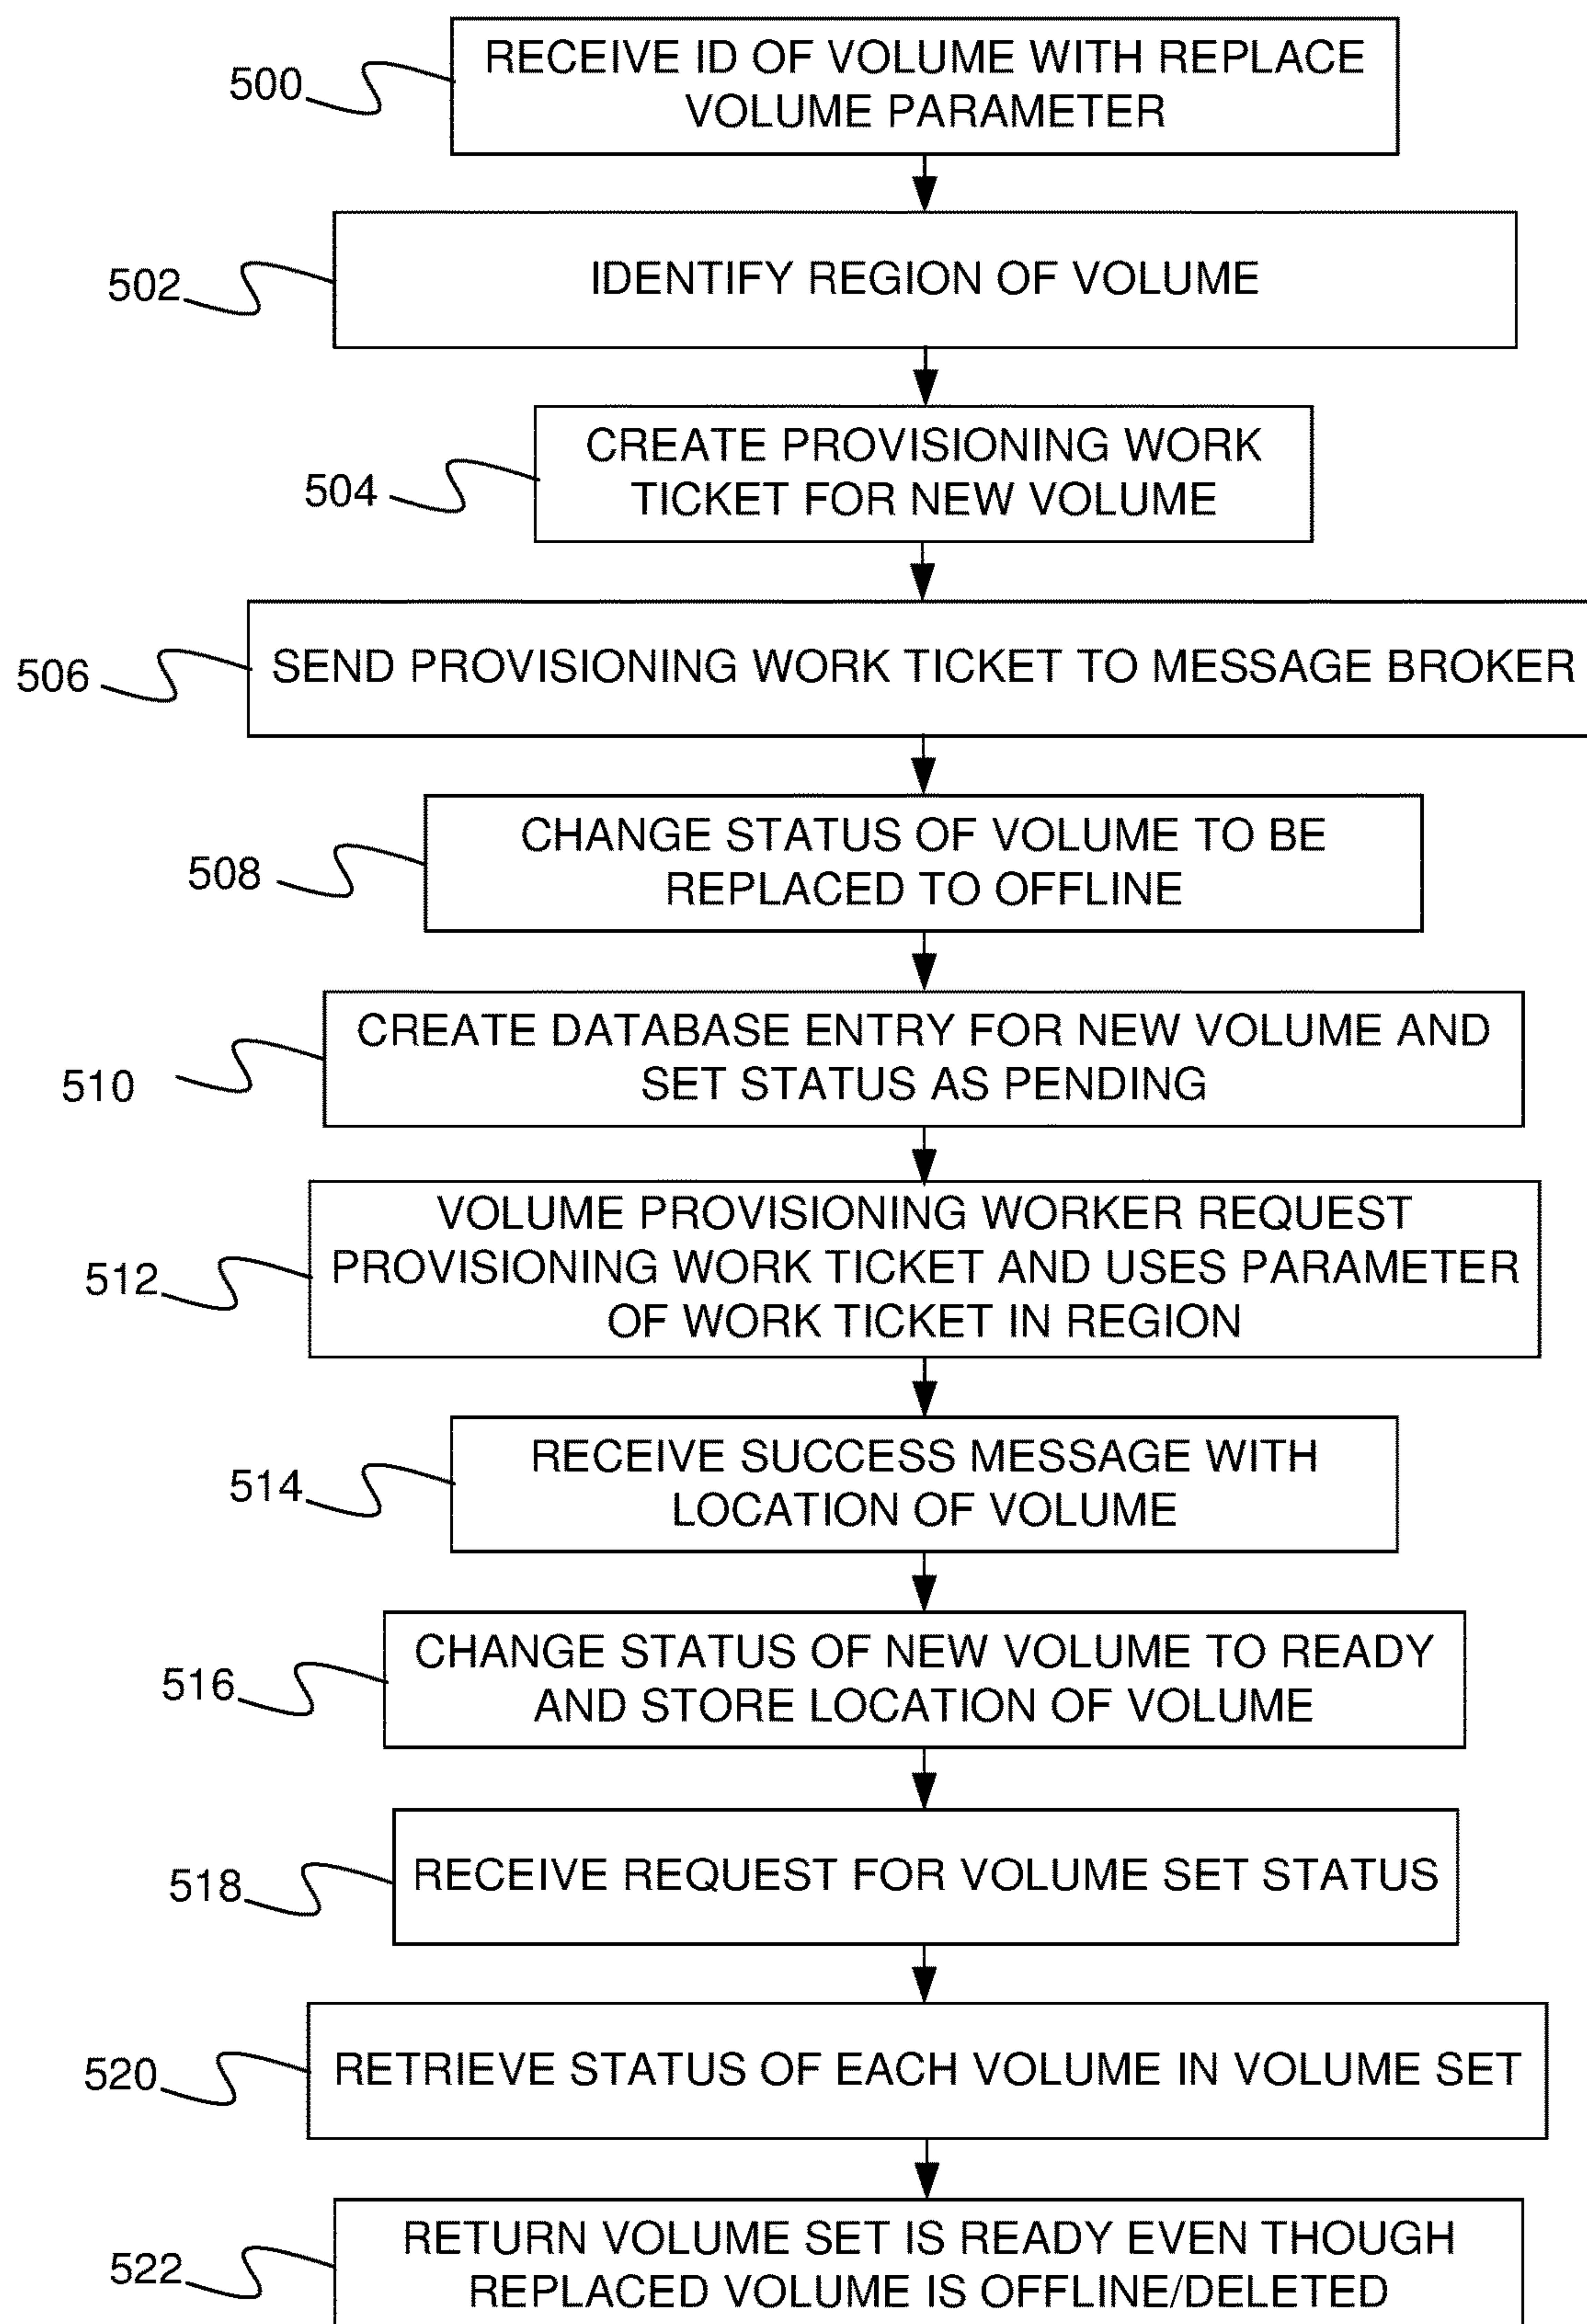 500
RECEIVE ID OF VOLUME WITH REPLACE
VOLUME PARAMETER
502
IDENTIFY REGION OF VOLUME
504
CREATE PROVISIONING WORK
TICKET FOR NEW VOLUME
506
SEND PROVISIONING WORK TICKET TO MESSAGE BROKER
508
CHANGE STATUS OF VOLUME TO BE
REPLACED TO OFFLINE
510
CREATE DATABASE ENTRY FOR NEW VOLUME AND
SET STATUS AS PENDING
512
VOLUME PROVISIONING WORKER REQUEST
PROVISIONING WORK TICKET AND USES PARAMETER
OF WORK TICKET IN REGION
514
RECEIVE SUCCESS MESSAGE WITH
LOCATION OF VOLUME
516
CHANGE STATUS OF NEW VOLUME TO READY
AND STORE LOCATION OF VOLUME
518
RECEIVE REQUEST FOR VOLUME SET STATUS
520
RETRIEVE STATUS OF EACH VOLUME IN VOLUME SET
522
RETURN VOLUME SET IS READY EVEN THOUGH
REPLACED VOLUME IS OFFLINE/DELETED